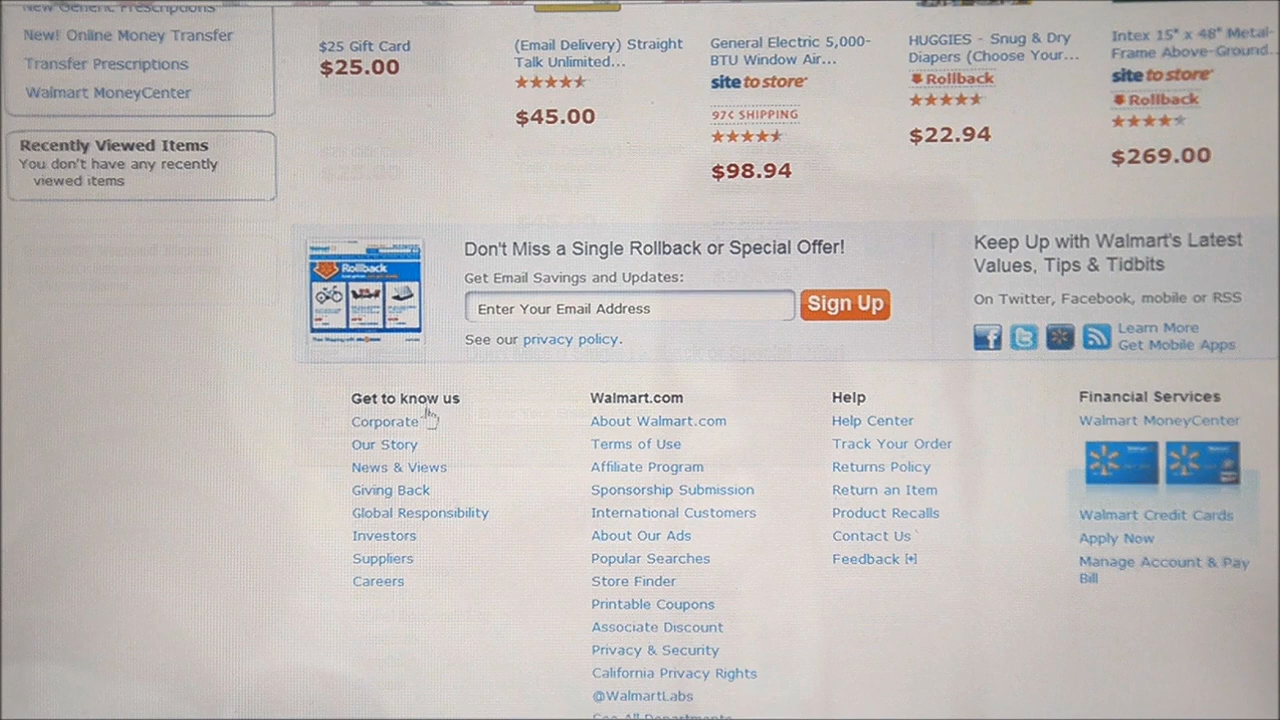 New Generic Prescriptions
New! Online Money Transfer
Transfer Prescriptions
Walmart MoneyCenter
Recently Viewed Items
You don't have any recently
viewed items
$25 Gift Card
$25.00
(Email Delivery) Straight
Talk Unlimited...
$45.00
General Electric 5,000-
BTU Window Air...
site to store
97¢ SHIPPING
$98.94
HUGGIES - Snug & Dry
Diapers (Choose Your...
Rollback
$22.94
Intex 15" x 48" Metal-
Frame Above-Ground...
site to store
Rollback
$269.00
Rollback
Don't Miss a Single Rollback or Special Offer!
Get Email Savings and Updates:
Enter Your Email Address
Sign Up
See our privacy policy.
Keep Up with Walmart's Latest
Values, Tips & Tidbits
On Twitter, Facebook, mobile or RSS
Learn More
Get Mobile Apps
Get to know us
Corporate
Our Story
News & Views
Giving Back
Global Responsibility
Investors
Suppliers
Careers
Walmart.com
About Walmart.com
Terms of Use
Affiliate Program
Sponsorship Submission
International Customers
About Our Ads
Popular Searches
Store Finder
Printable Coupons
Associate Discount
Privacy & Security
California Privacy Rights
@WalmartLabs
See All Departments
Help
Help Center
Track Your Order
Returns Policy
Return an Item
Product Recalls
Contact Us
Feedback [+]
Financial Services
Walmart MoneyCenter
Walmart Credit Cards
Apply Now
Manage Account & Pay
Bill